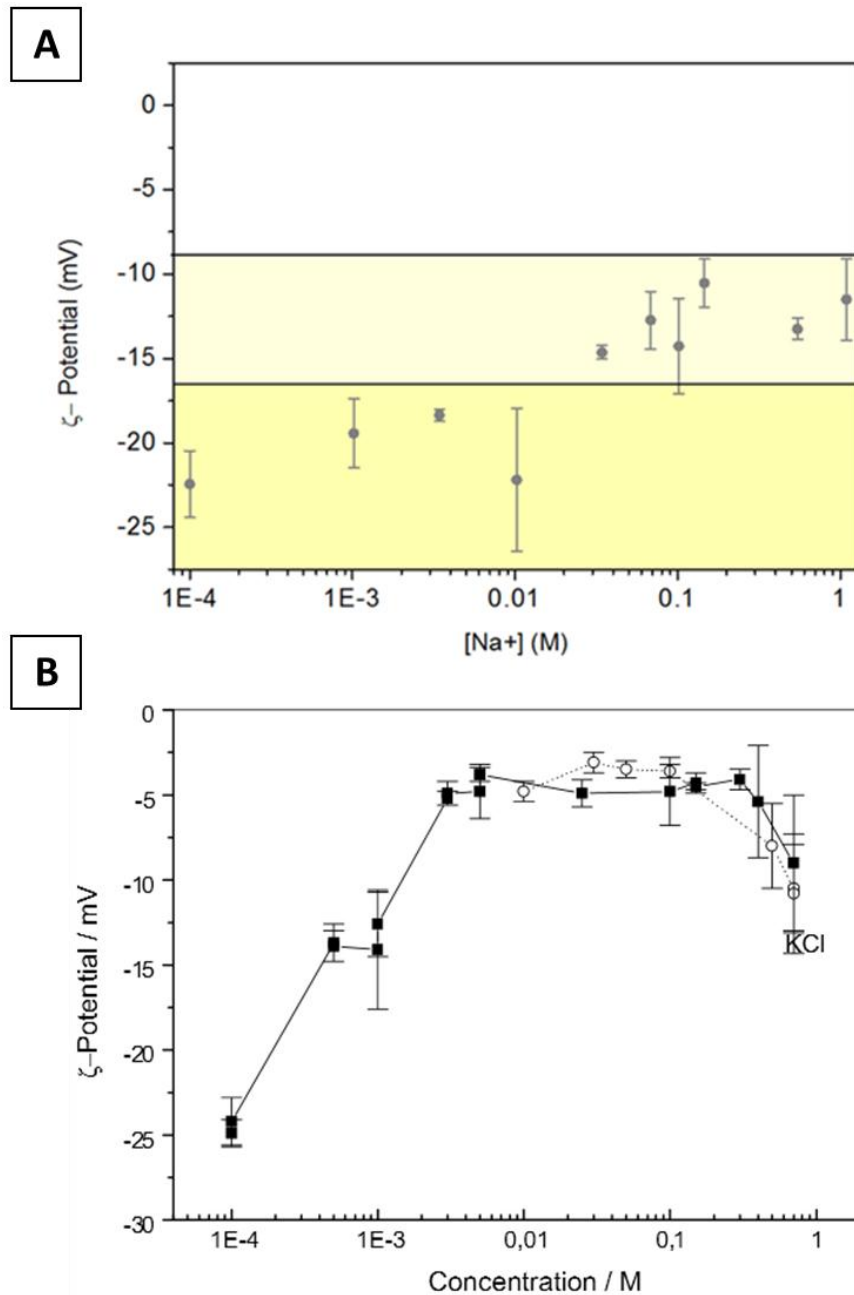 A
0
-5
-10
-15
-20
-25
ζ– Potential (mV)
1E-4 1E-3 0.01 0.1 1
[Na+] (M)
B
0
-5
-10
-15
-20
-25
-30
ζ–Potential / mV
KCl
1E-4 1E-3 0,01 0,1 1
Concentration / M